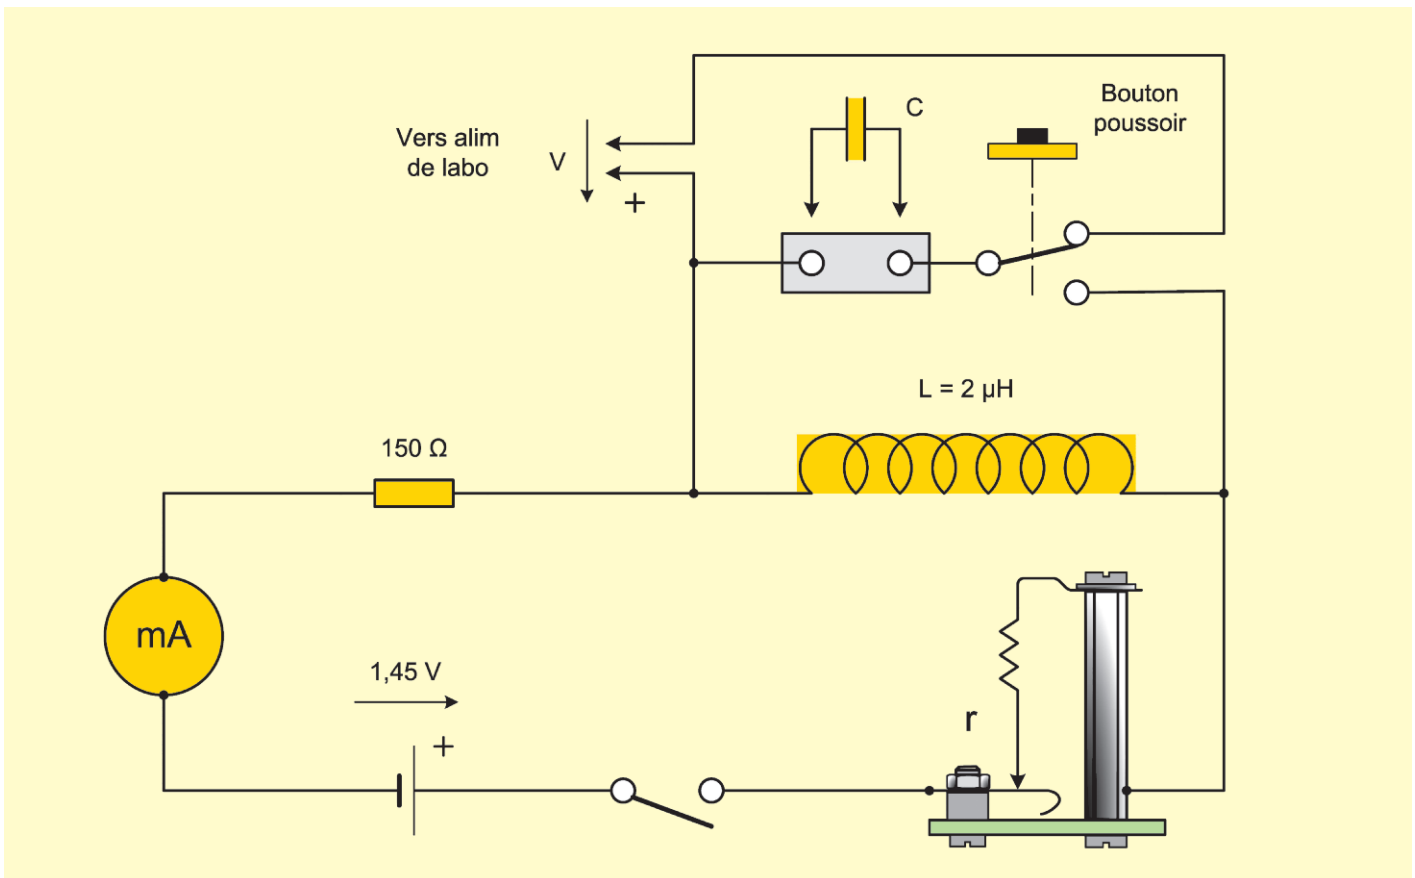 Bouton
poussoir
C
Vers alim
de labo
V
+
L = 2 µH
150 Ω
mA
1,45 V
+
r